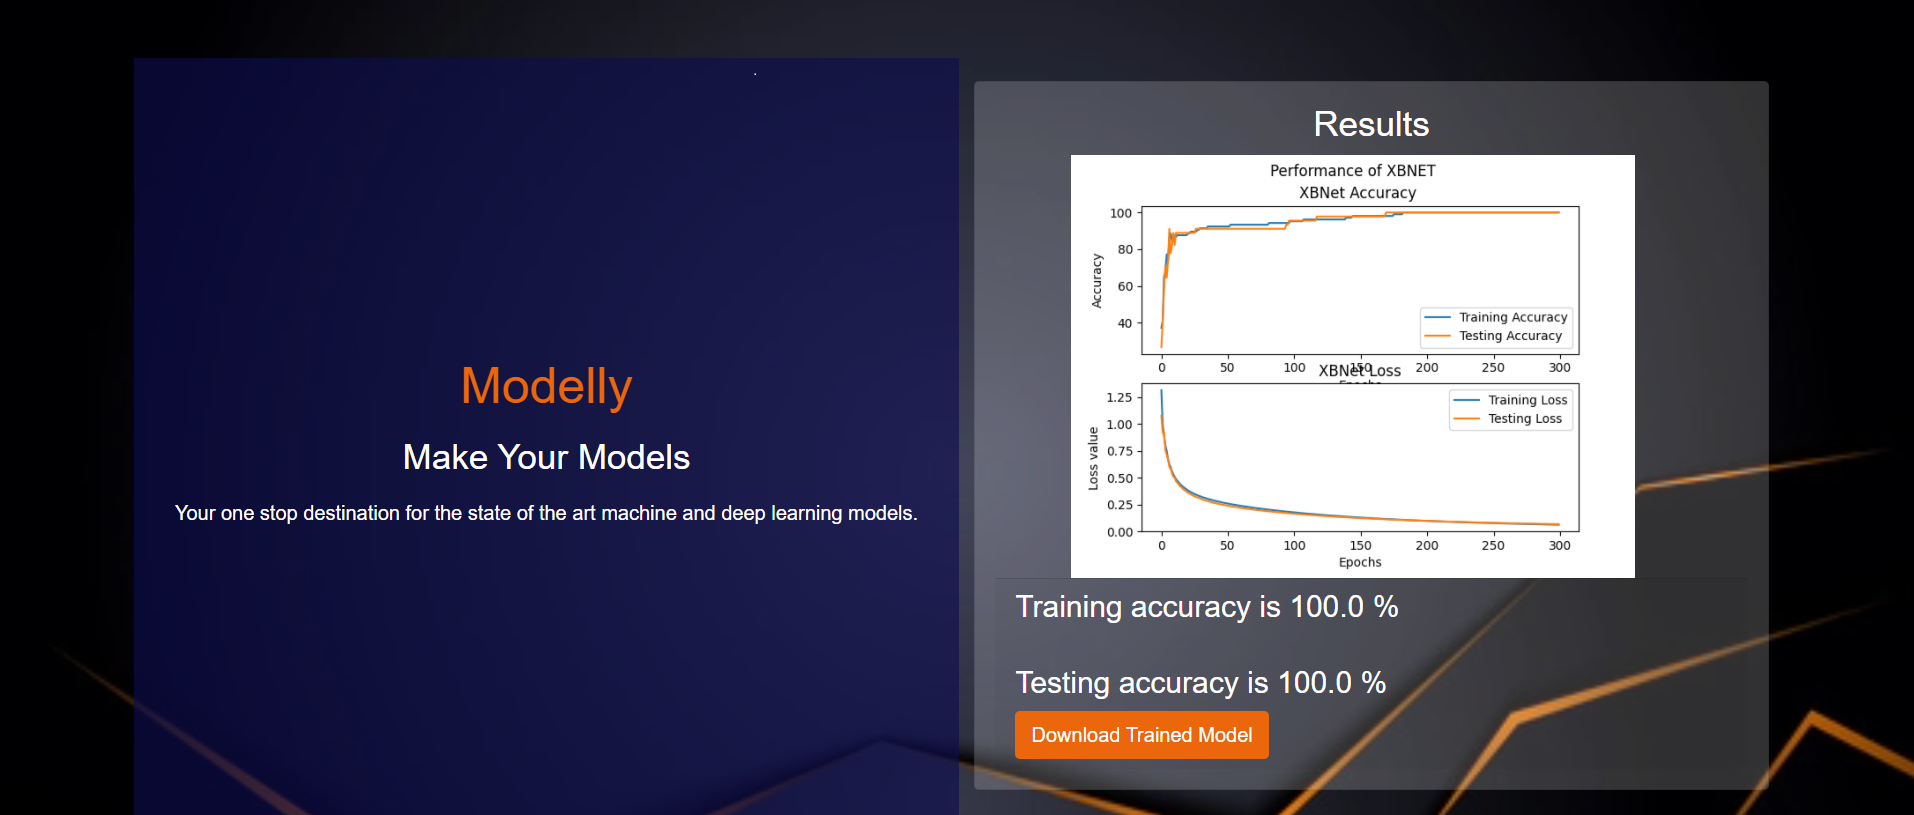 Modelly
Make Your Models
Your one stop destination for the state of the art machine and deep learning models.
Results
Performance of XBNET
XBNet Accuracy
100
80
60
40
Accuracy
Training Accuracy
Testing Accuracy
0 50 100 150 200 250 300
Epochs
XBNet Loss
1.25
1.00
0.75
0.50
0.25
0.00
Loss value
Training Loss
Testing Loss
0 50 100 150 200 250 300
Epochs
Training accuracy is 100.0 %
Testing accuracy is 100.0 %
Download Trained Model